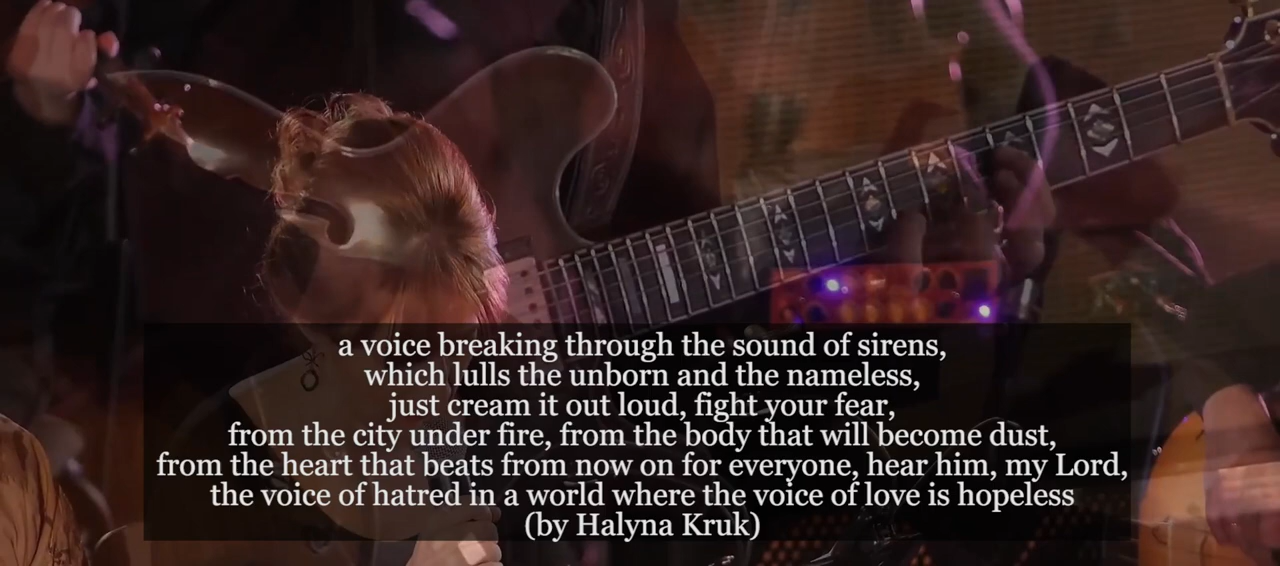 a voice breaking through the sound of sirens,
which lulls the unborn and the nameless,
just cream it out loud, fight your fear,
from the city under fire, from the body that will become dust,
from the heart that beats from now on for everyone, hear him, my Lord,
the voice of hatred in a world where the voice of love is hopeless
(by Halyna Kruk)